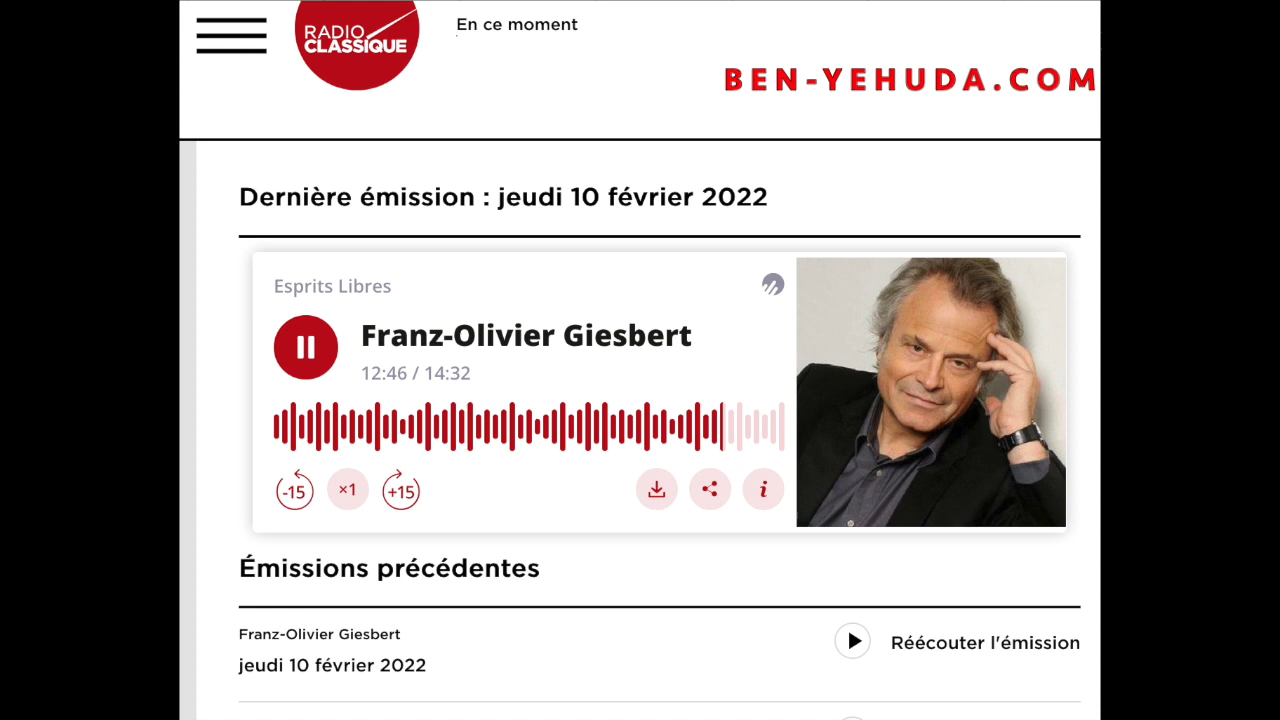 RADIO
CLASSIQUE
En ce moment
BEN-YEHUDA.COM
Dernière émission : jeudi 10 février 2022
Esprits Libres
Franz-Olivier Giesbert
12:46 / 14:32
-15
×1
+15
i
Émissions précédentes
Franz-Olivier Giesbert
Réécouter l'émission
jeudi 10 février 2022